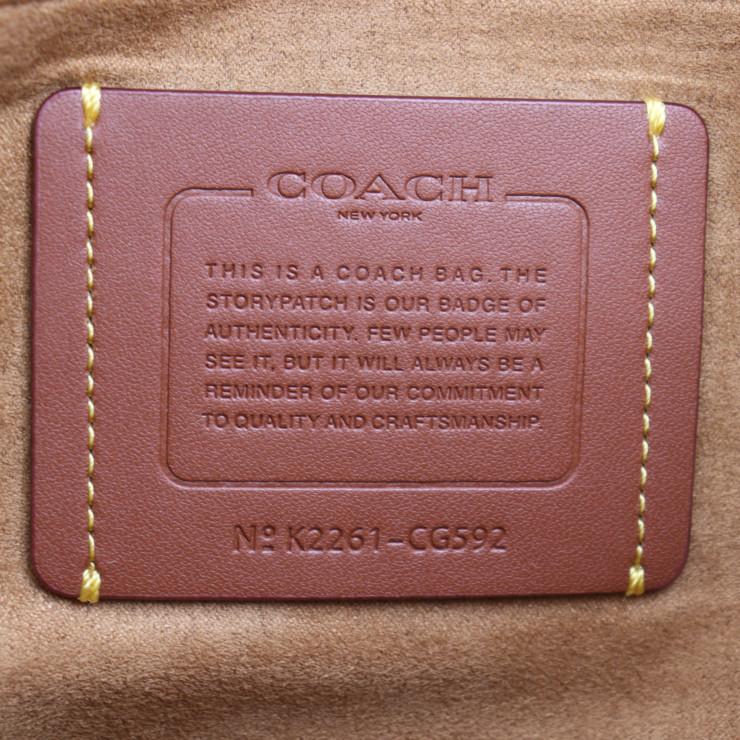 COACH
NEW YORK
THIS IS A COACH BAG. THE
STORYPATCH IS OUR BADGE OF
AUTHENTICITY. FEW PEOPLE MAY
SEE IT, BUT IT WILL ALWAYS BE A
REMINDER OF OUR COMMITMENT
TO QUALITY AND CRAFTSMANSHIP.
Nº K2261-CG592